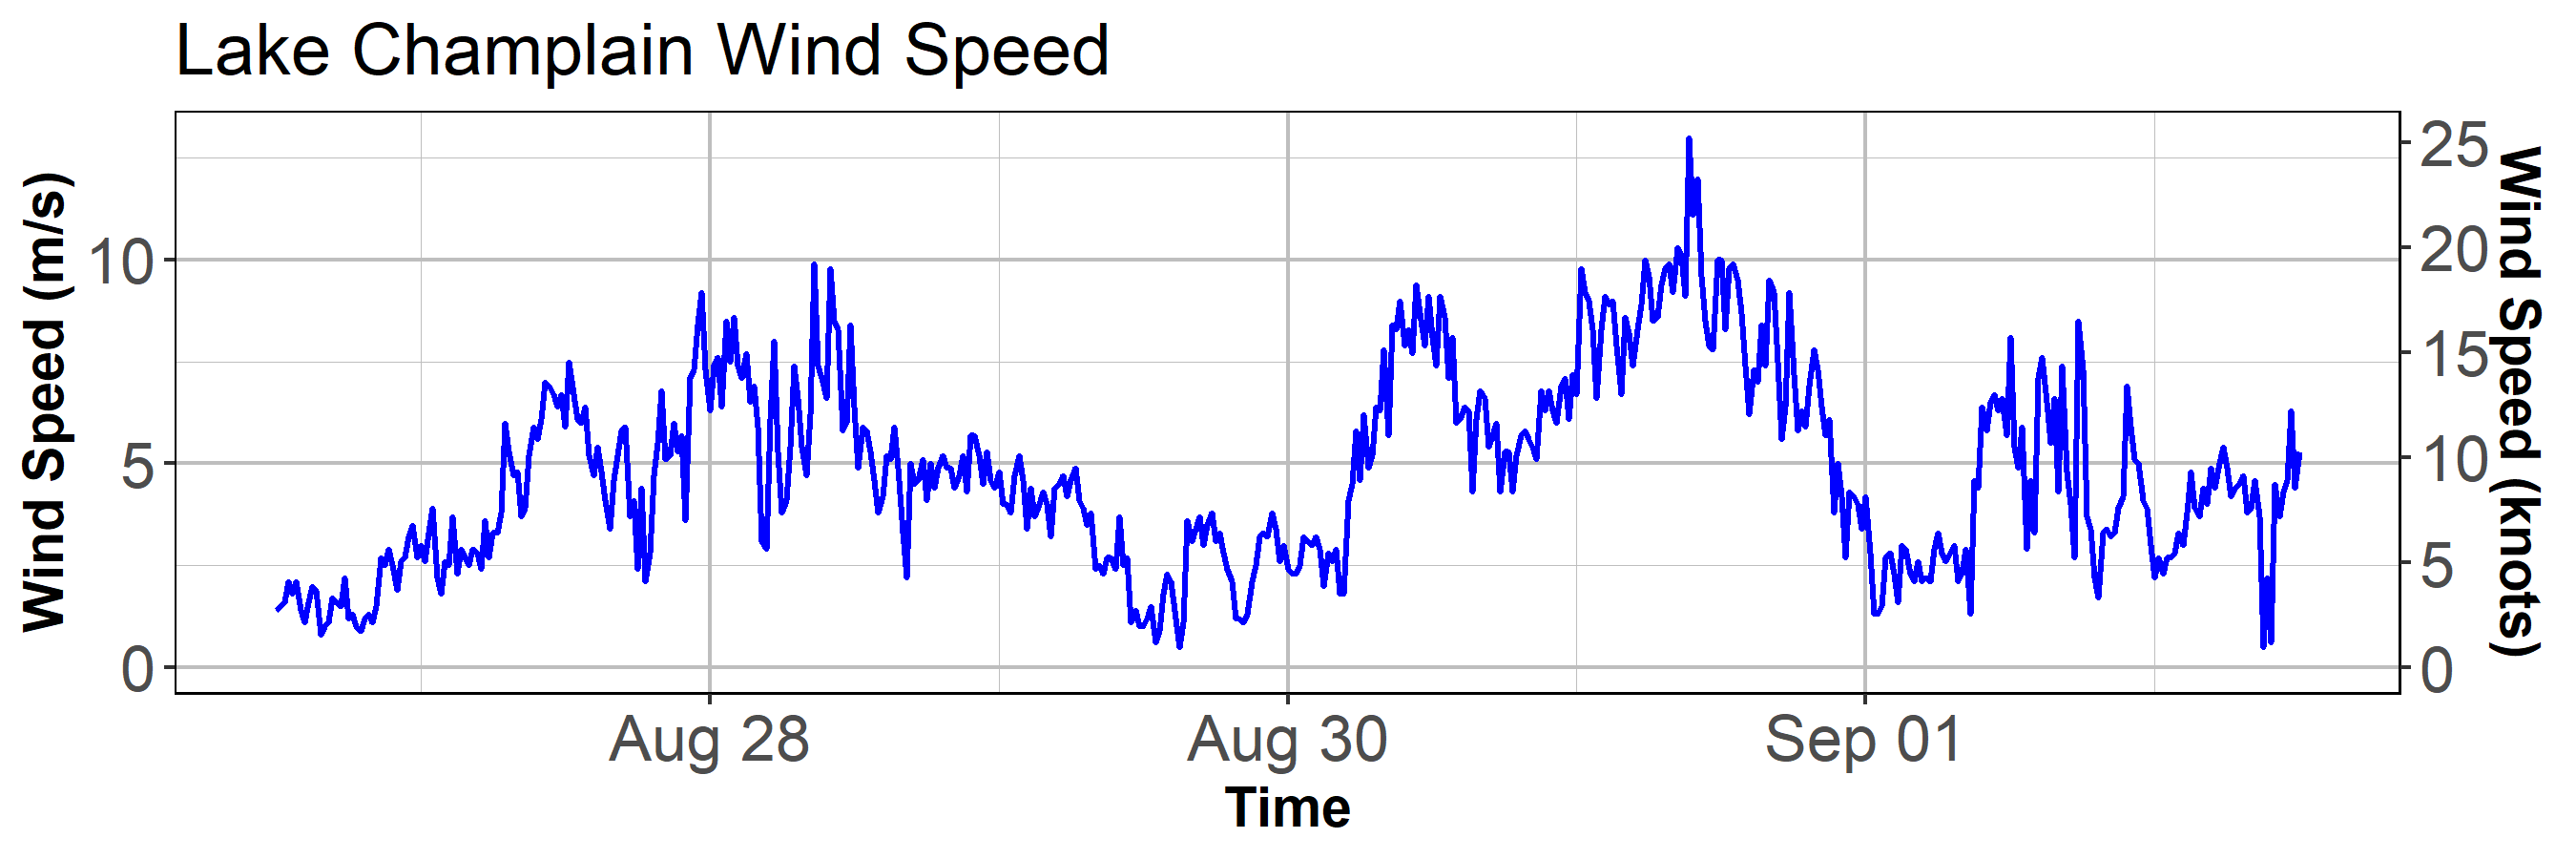 Lake Champlain Wind Speed
Wind Speed (m/s)
10
5
0
25
20
15
10
5
0
Wind Speed (knots)
Aug 28
Aug 30
Sep 01
Time